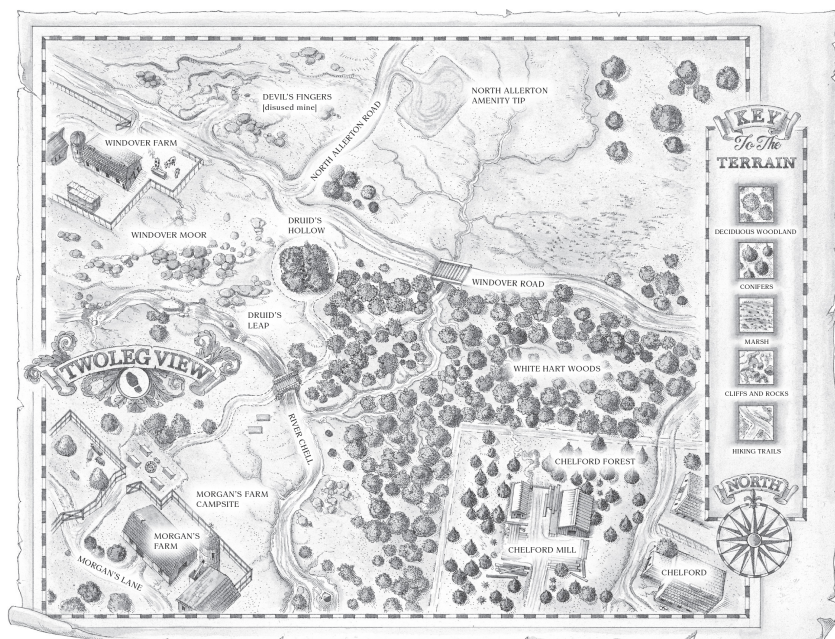 DEVIL'S FINGERS
[disused mine]
NORTH ALLERTON
AMENITY TIP
WINDOVER FARM
NORTH ALLERTON ROAD
WINDOVER MOOR
DRUID'S
HOLLOW
WINDOVER ROAD
DRUID'S
LEAP
TWOLEG VIEW
WHITE HART WOODS
RIVER CHELL
CHELFORD FOREST
MORGAN'S FARM
CAMPSITE
MORGAN'S
FARM
CHELFORD MILL
MORGAN'S LANE
CHELFORD
KEY
To The
TERRAIN
DECIDUOUS WOODLAND
CONIFERS
MARSH
CLIFFS AND ROCKS
HIKING TRAILS
NORTH